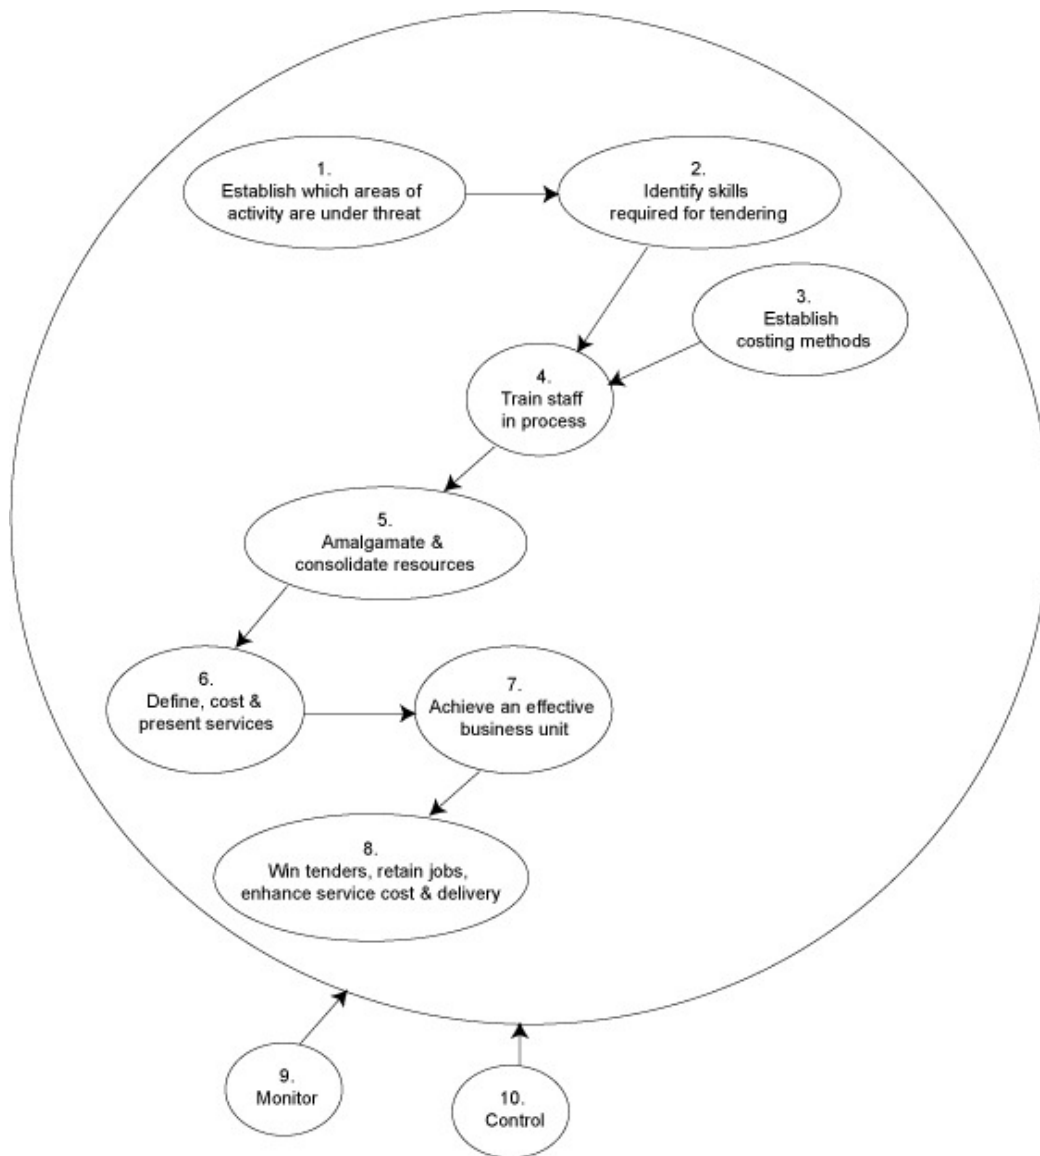 1.
Establish which areas of
activity are under threat
2.
Identify skills
required for tendering
3.
Establish
costing methods
4.
Train staff
in process
5.
Amalgamate &
consolidate resources
6.
Define, cost &
present services
7.
Achieve an effective
business unit
8.
Win tenders, retain jobs,
enhance service cost & delivery
9.
Monitor
10.
Control